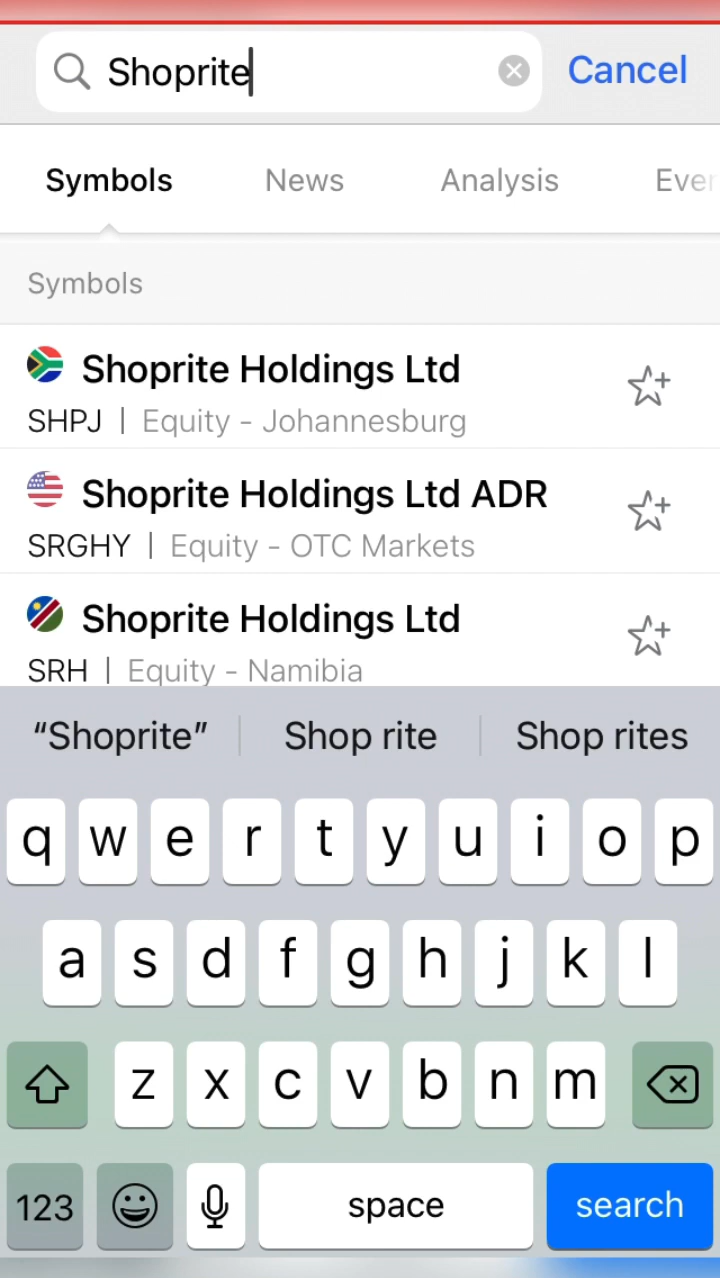 Shoprite Cancel
Symbols News Analysis Ever
Symbols
Shoprite Holdings Ltd
SHPJ | Equity - Johannesburg
Shoprite Holdings Ltd ADR
SRGHY | Equity - OTC Markets
Shoprite Holdings Ltd
SRH | Equity - Namibia
“Shoprite” Shop rite Shop rites
q w e r t y u i o p
a s d f g h j k l
z x c v b n m
123 space search